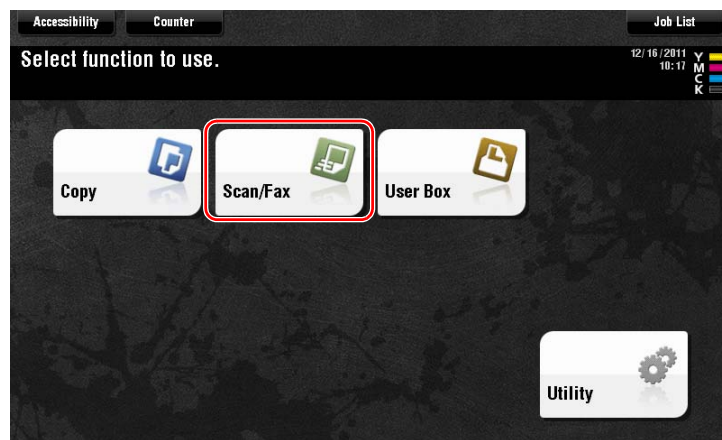 Accessibility Counter Job List
Select function to use.
12/16/2011
10:17
Y
M
C
K
Copy Scan/Fax User Box
Utility